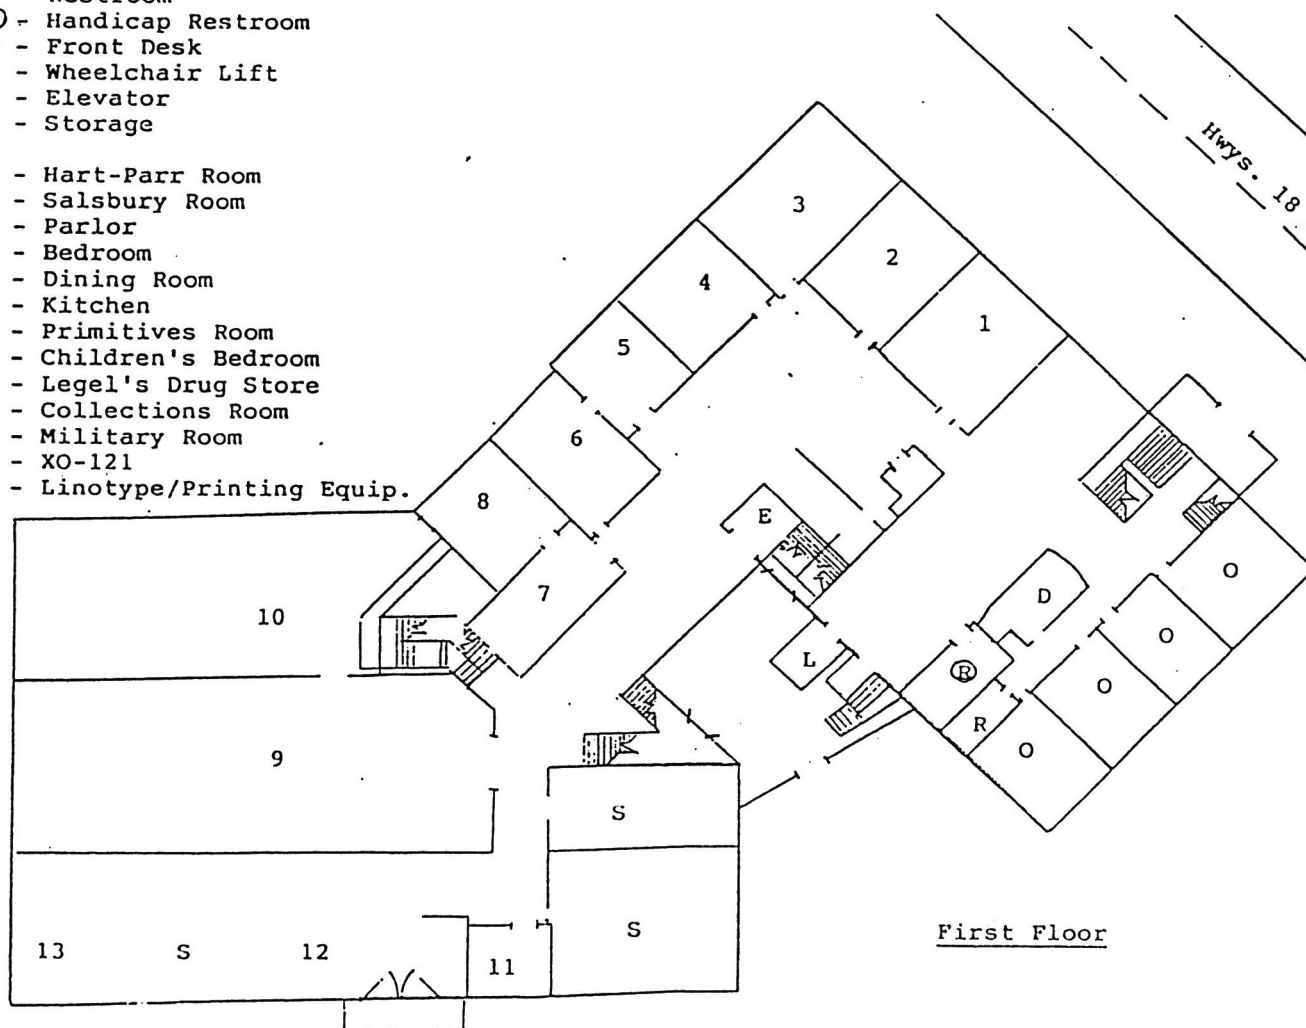 - Handicap Restroom
- Front Desk
- Wheelchair Lift
- Elevator
- Storage
- Hart-Parr Room
- Salsbury Room
- Parlor
- Bedroom
- Dining Room
- Kitchen
- Primitives Room
- Children's Bedroom
- Legel's Drug Store
- Collections Room
- Military Room
- XO-121
- Linotype/Printing Equip.
Hwys. 18
3
2
4
1
5
6
8
E
7
O
D
10
O
L
R
O
R
O
9
S
S
First Floor
13
S
12
11